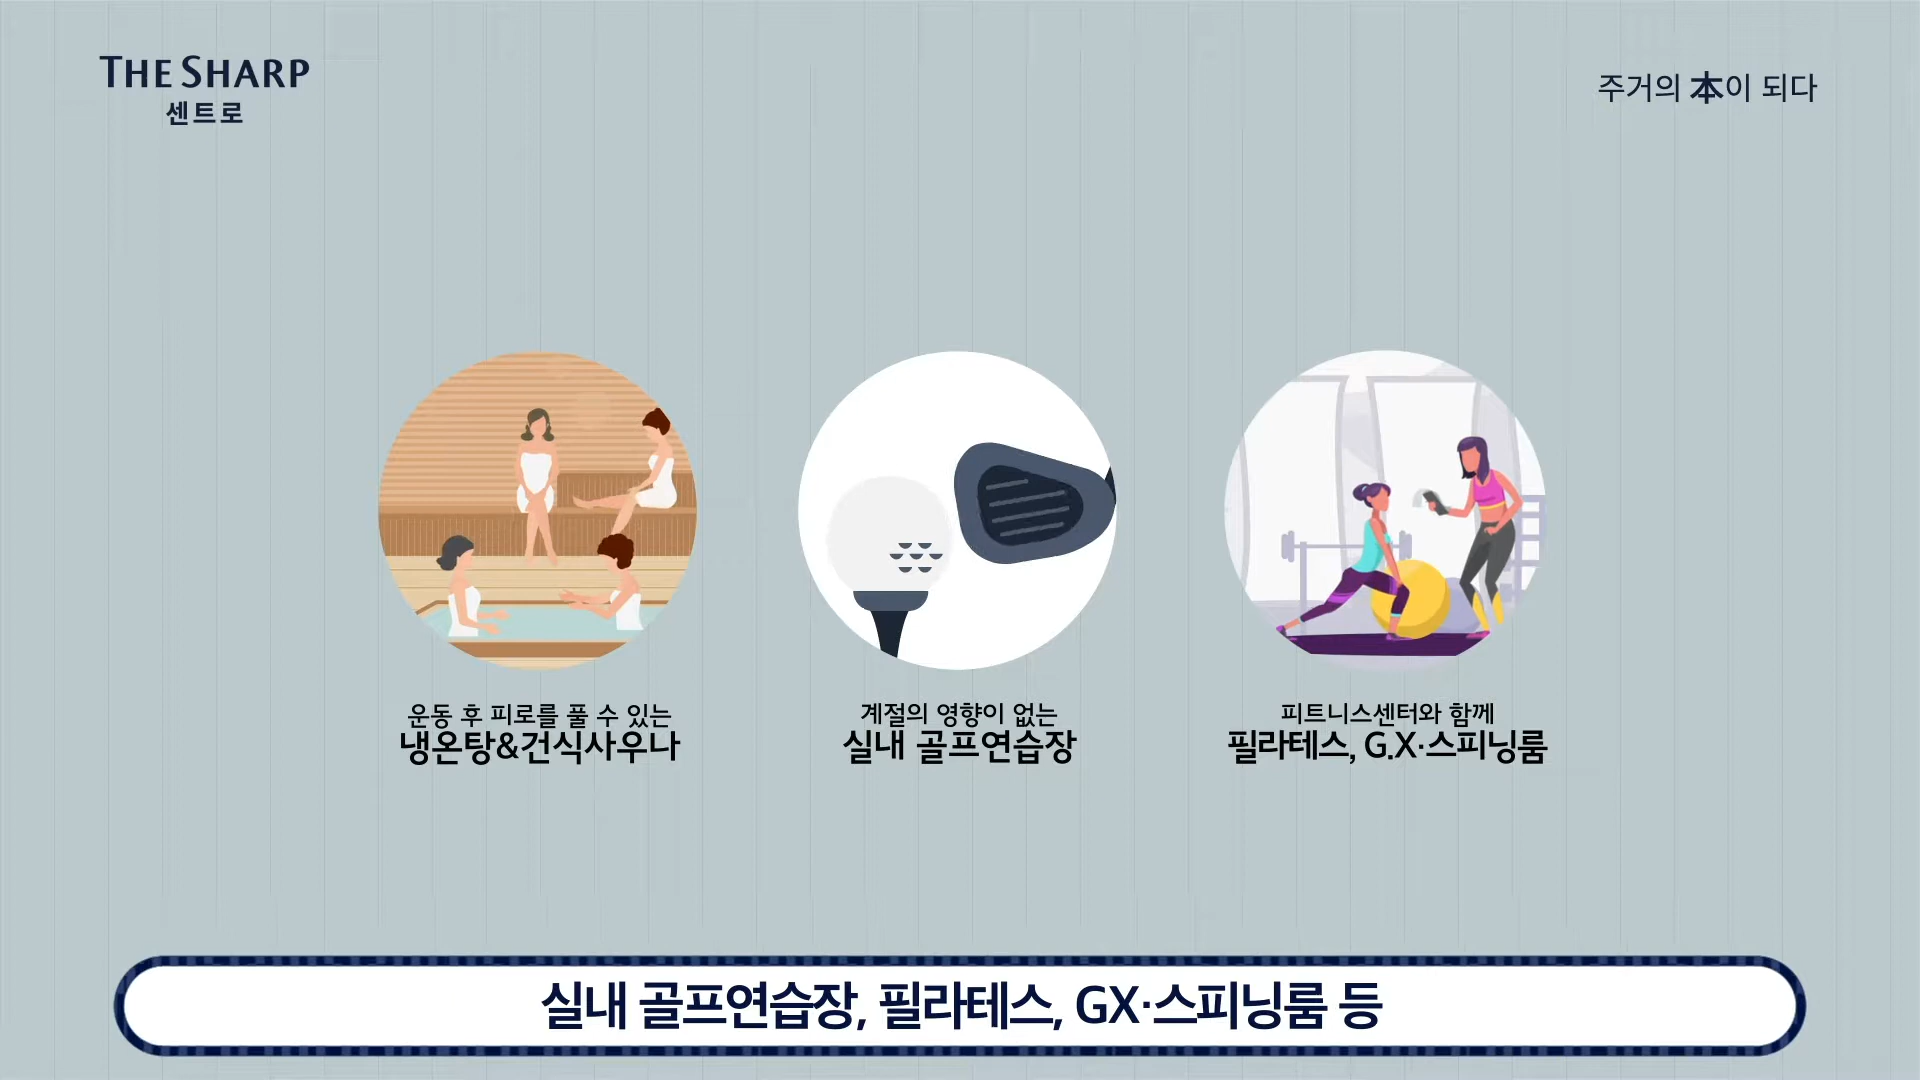 THE SHARP
센트로
주거의 本이 되다
운동 후 피로를 풀 수 있는
냉온탕&건식사우나
계절의 영향이 없는
실내 골프연습장
피트니스센터와 함께
필라테스, G.X·스피닝룸
실내 골프연습장, 필라테스, GX·스피닝룸 등